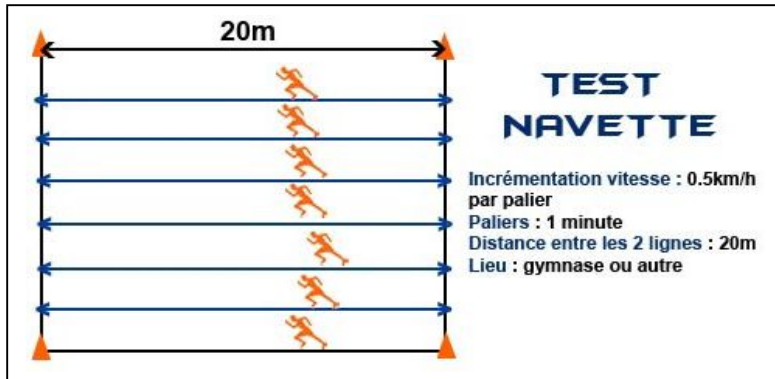 20m
TEST
NAVETTE
Incrémentation vitesse : 0.5km/h
par palier
Paliers : 1 minute
Distance entre les 2 lignes : 20m
Lieu : gymnase ou autre